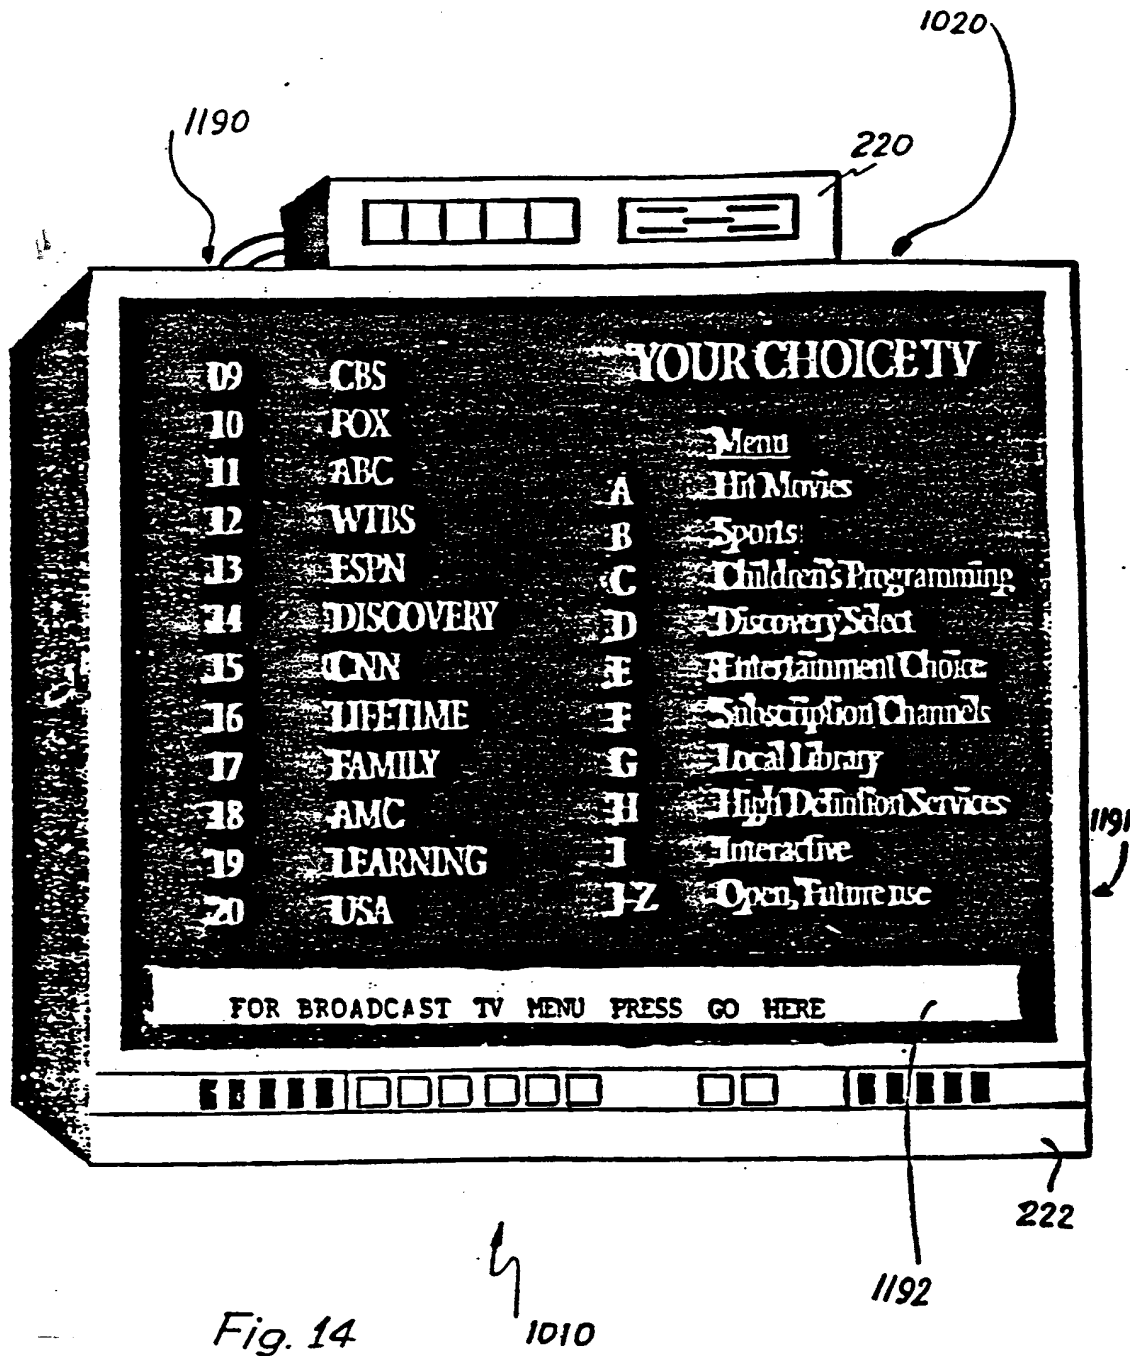 1020
1190
220
09 CBS
10 FOX
11 ABC
12 WTBS
13 ESPN
14 DISCOVERY
15 CNN
16 LIFETIME
17 FAMILY
18 AMC
19 LEARNING
20 USA
YOUR CHOICE TV
Menu
A Hit Movies
B Sports
C Children's Programming
D Discovery Select
E Entertainment Choice
F Subscription Channels
G Local Library
H High Definition Services
I Interactive
J-Z Open, Future use
1191
FOR BROADCAST TV MENU PRESS GO HERE
222
1192
1010
Fig. 14